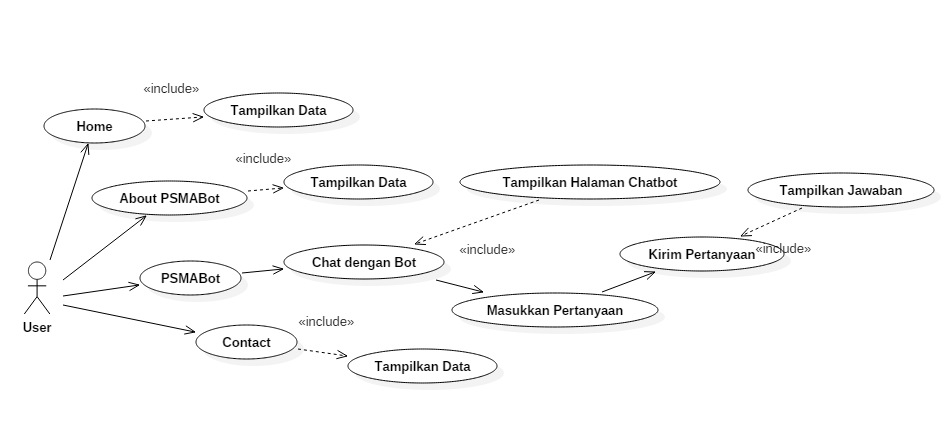 «include»
Tampilkan Data
Home
«include»
Tampilkan Data
Tampilkan Halaman Chatbot
Tampilkan Jawaban
About PSMABot
«include»
Kirim Pertanyaan
«include»
Chat dengan Bot
PSMABot
Masukkan Pertanyaan
User
«include»
Contact
Tampilkan Data